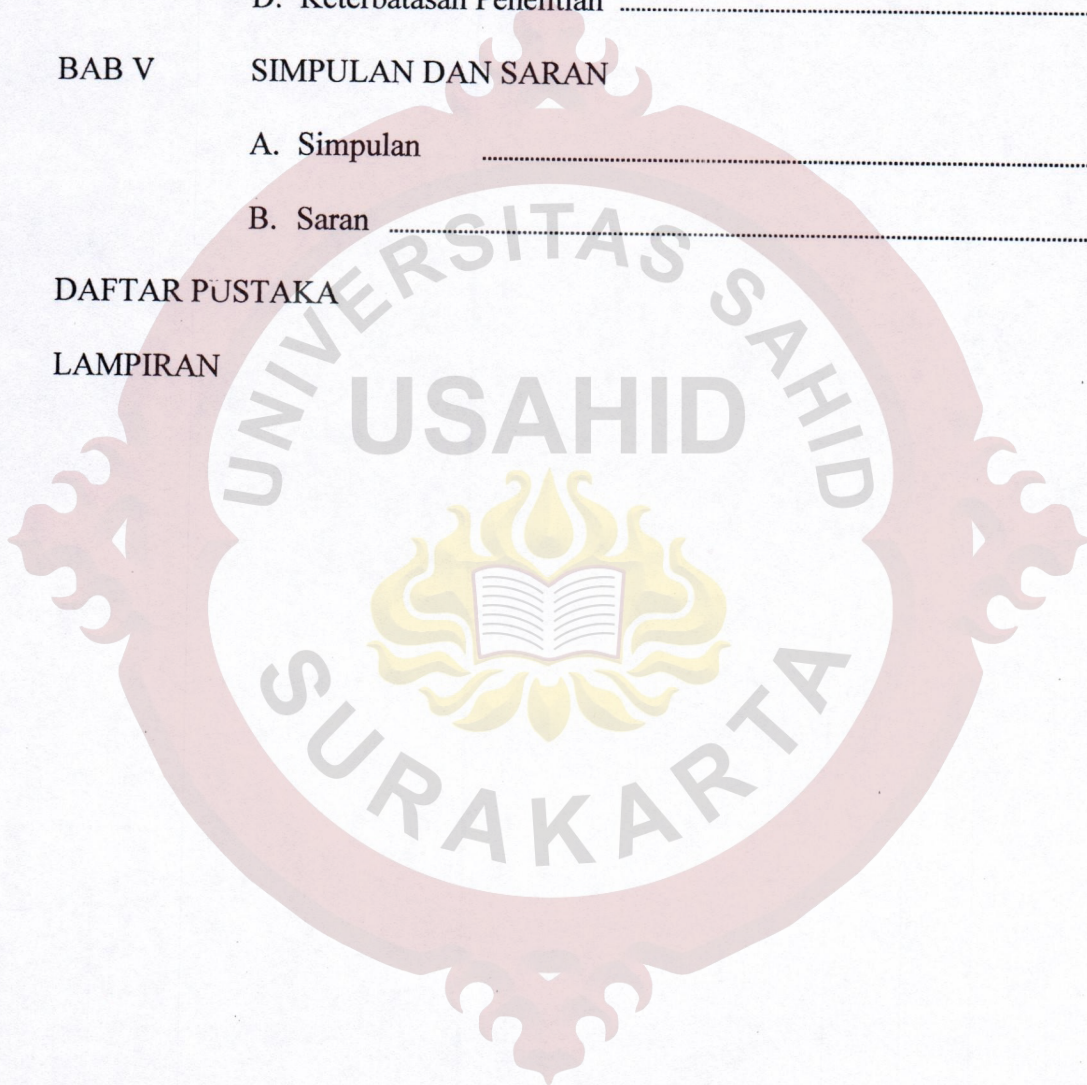 D. Keterbatasan Penelitian ........................................................................
BAB V SIMPULAN DAN SARAN
A. Simpulan ........................................................................
B. Saran ........................................................................
DAFTAR PUSTAKA
LAMPIRAN
UNIVERSITAS SAHID
USAHID
SURAKARTA